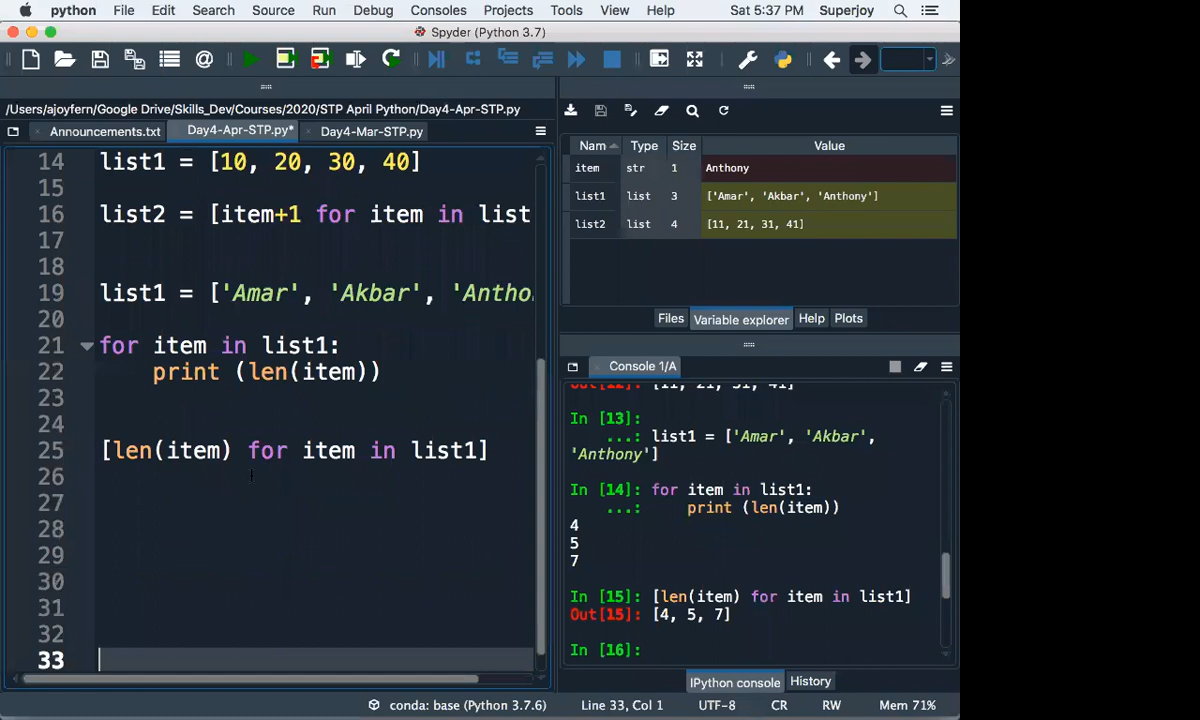 python File Edit Search Source Run Debug Consoles Projects Tools View Help Sat 5:37 PM Superjoy
Spyder (Python 3.7)
/Users/ajoyfern/Google Drive/Skills_Dev/Courses/2020/STP April Python/Day4-Apr-STP.py
Announcements.txt Day4-Apr-STP.py* Day4-Mar-STP.py
14 list1 = [10, 20, 30, 40]
15
16 list2 = [item+1 for item in list
17
18
19 list1 = ['Amar', 'Akbar', 'Antho
20
21 for item in list1:
22 print (len(item))
23
24
25 [len(item) for item in list1]
26
27
28
29
30
31
32
33
Nam Type Size Value
item str 1 Anthony
list1 list 3 ['Amar', 'Akbar', 'Anthony']
list2 list 4 [11, 21, 31, 41]
Files Variable explorer Help Plots
Console 1/A
Out[12]: [11, 21, 31, 41]
In [13]:
...: list1 = ['Amar', 'Akbar',
'Anthony']
In [14]: for item in list1:
...: print (len(item))
4
5
7
In [15]: [len(item) for item in list1]
Out[15]: [4, 5, 7]
In [16]:
IPython console History
conda: base (Python 3.7.6) Line 33, Col 1 UTF-8 CR RW Mem 71%